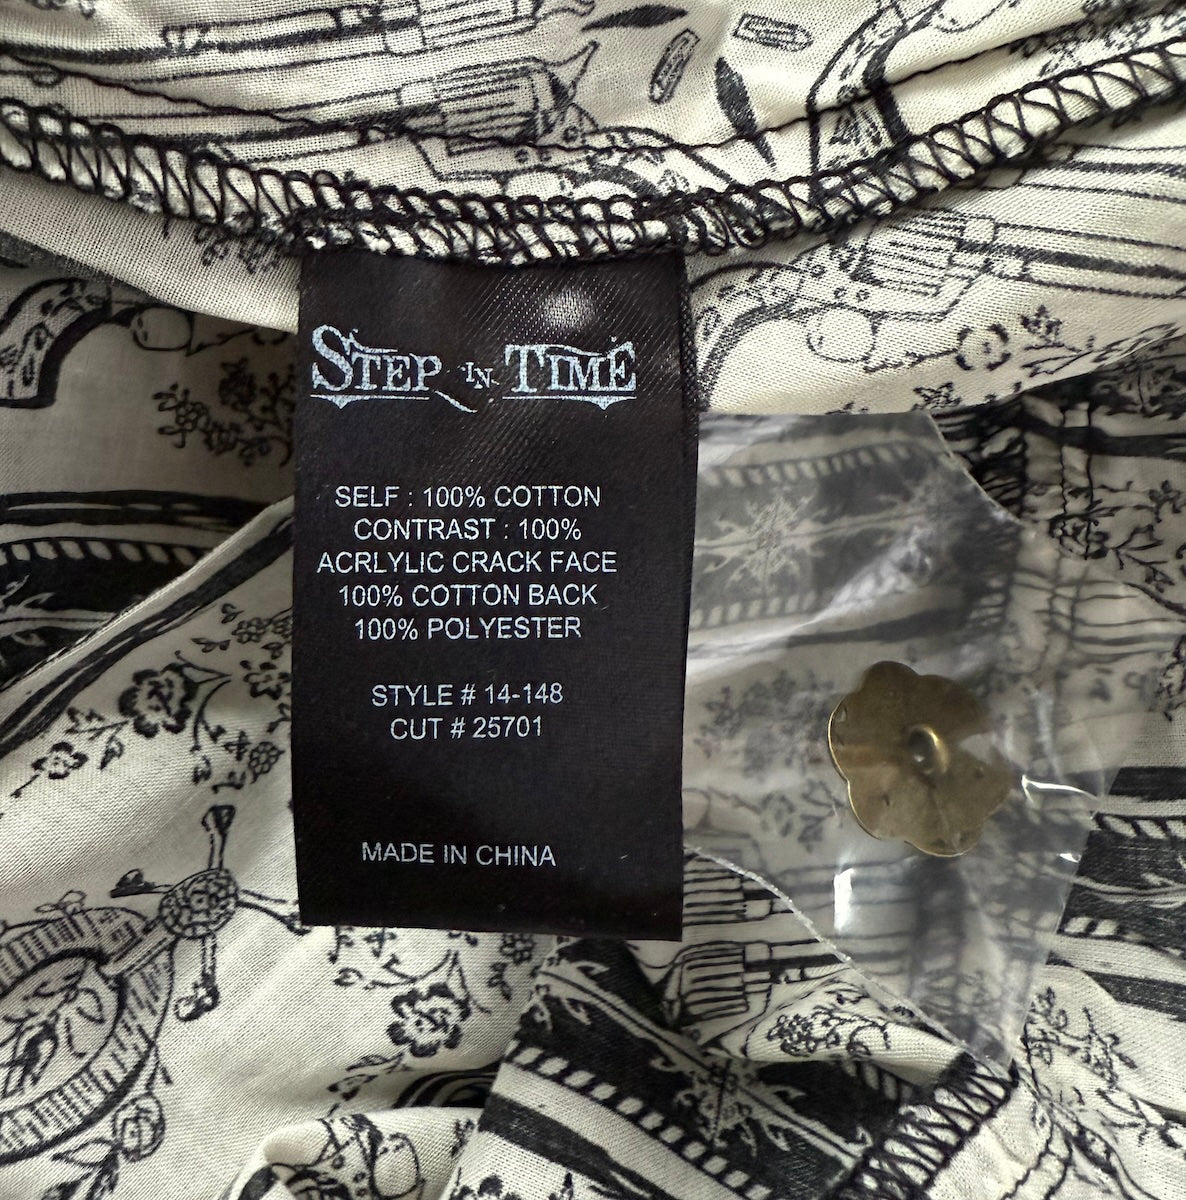 STEP IN TIME
SELF : 100% COTTON
CONTRAST : 100%
ACRLYLIC CRACK FACE
100% COTTON BACK
100% POLYESTER
STYLE # 14-148
CUT # 25701
MADE IN CHINA